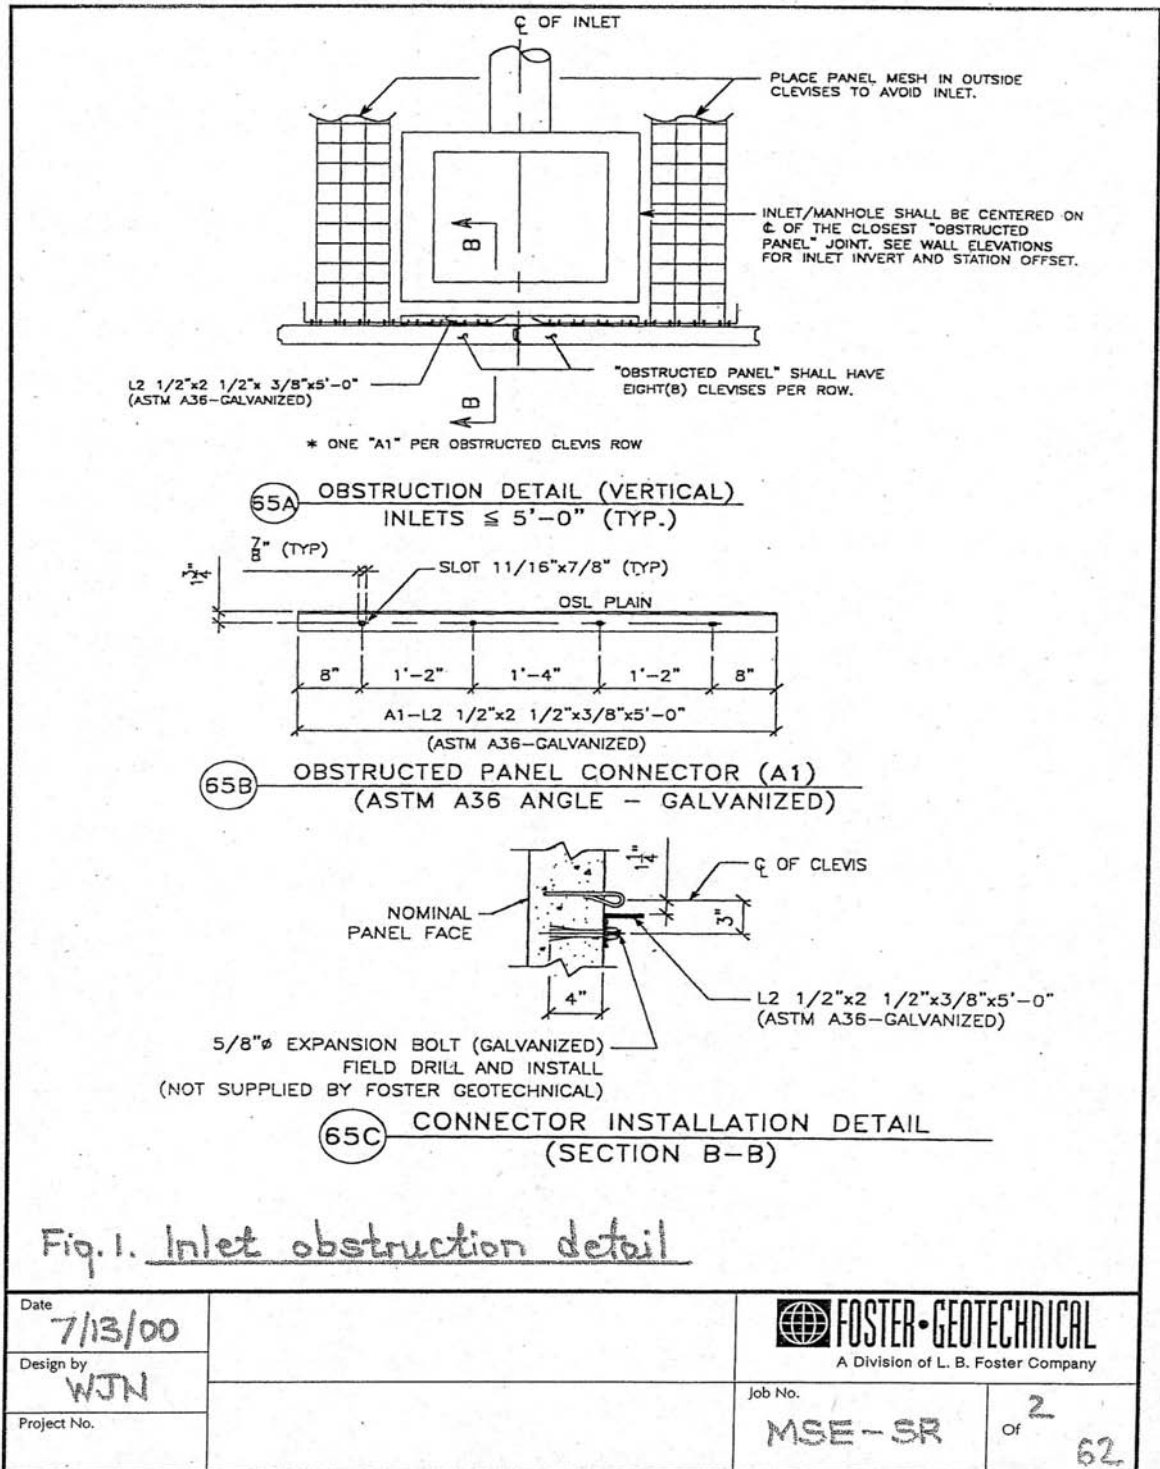 ℄ OF INLET
PLACE PANEL MESH IN OUTSIDE
CLEVISES TO AVOID INLET.
INLET/MANHOLE SHALL BE CENTERED ON
℄ OF THE CLOSEST "OBSTRUCTED
PANEL" JOINT. SEE WALL ELEVATIONS
FOR INLET INVERT AND STATION OFFSET.
B
L2 1/2"x2 1/2"x 3/8"x5'-0"
(ASTM A36-GALVANIZED)
"OBSTRUCTED PANEL" SHALL HAVE
EIGHT(8) CLEVISES PER ROW.
B
* ONE "A1" PER OBSTRUCTED CLEVIS ROW
65A OBSTRUCTION DETAIL (VERTICAL)
INLETS ≦ 5'-0" (TYP.)
7/8" (TYP)
1 3/4"
SLOT 11/16"x7/8" (TYP)
OSL PLAIN
8" 1'-2" 1'-4" 1'-2" 8"
A1-L2 1/2"x2 1/2"x3/8"x5'-0"
(ASTM A36-GALVANIZED)
65B OBSTRUCTED PANEL CONNECTOR (A1)
(ASTM A36 ANGLE - GALVANIZED)
1 1/4"
℄ OF CLEVIS
NOMINAL
PANEL FACE
3"
4"
L2 1/2"x2 1/2"x3/8"x5'-0"
(ASTM A36-GALVANIZED)
5/8"ø EXPANSION BOLT (GALVANIZED)
FIELD DRILL AND INSTALL
(NOT SUPPLIED BY FOSTER GEOTECHNICAL)
65C CONNECTOR INSTALLATION DETAIL
(SECTION B-B)
Fig. 1. Inlet obstruction detail
Date
7/13/00
Design by
WJN
Project No.
FOSTER•GEOTECHNICAL
A Division of L. B. Foster Company
Job No.
MSE-SR
2
Of
62